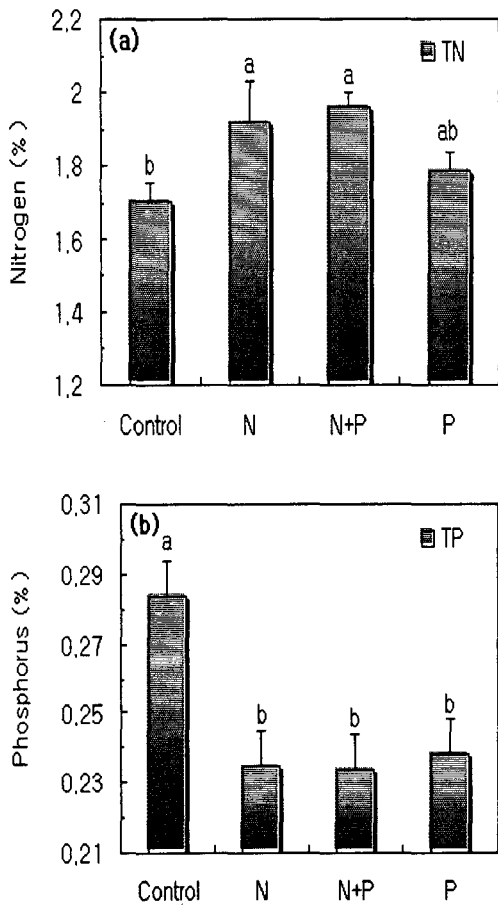 2,2
(a)
TN
a
a
2
ab
b
1,8
1,6
1,4
1,2
Nitrogen (%)
Control N N+P P
0,31
(b)
TP
a
0,29
0,27
b b b
0,25
0,23
0,21
Phosphorus (%)
Control N N+P P